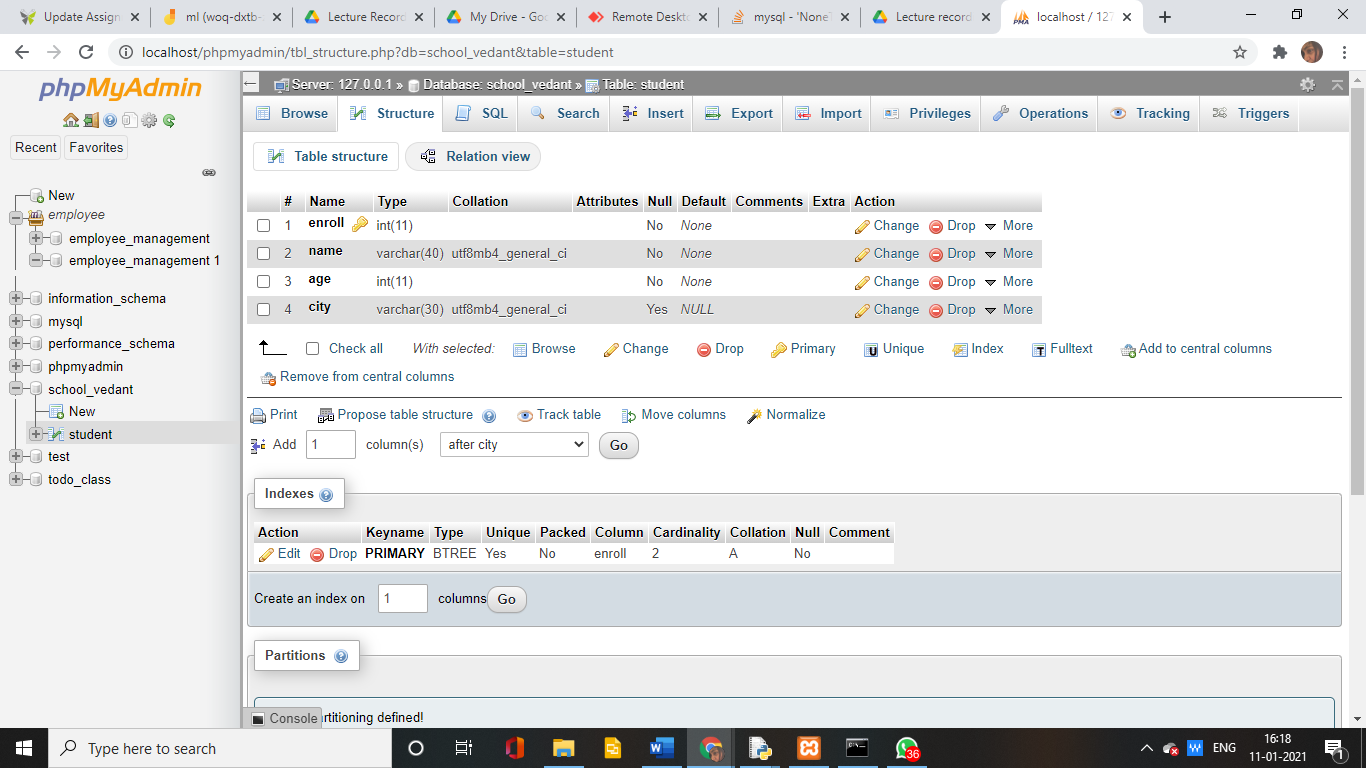 Update Assign
ml (woq-dxtb-
Lecture Record
My Drive - Goo
Remote Deskto
mysql - 'NoneT
Lecture record
localhost / 127
localhost/phpmyadmin/tbl_structure.php?db=school_vedant&table=student
phpMyAdmin
Recent
Favorites
New
employee
employee_management
employee_management 1
information_schema
mysql
performance_schema
phpmyadmin
school_vedant
New
student
test
todo_class
Server: 127.0.0.1 » Database: school_vedant » Table: student
Browse Structure SQL Search Insert Export Import Privileges Operations Tracking Triggers
Table structure Relation view
# Name Type Collation Attributes Null Default Comments Extra Action
1 enroll int(11) No None Change Drop More
2 name varchar(40) utf8mb4_general_ci No None Change Drop More
3 age int(11) No None Change Drop More
4 city varchar(30) utf8mb4_general_ci Yes NULL Change Drop More
Check all With selected: Browse Change Drop Primary Unique Index Fulltext Add to central columns
Remove from central columns
Print Propose table structure Track table Move columns Normalize
Add 1 column(s) after city Go
Indexes
Action Keyname Type Unique Packed Column Cardinality Collation Null Comment
Edit Drop PRIMARY BTREE Yes No enroll 2 A No
Create an index on 1 columns Go
Partitions
rtitioning defined!
Console
Type here to search
36
ENG
16:18
11-01-2021
1